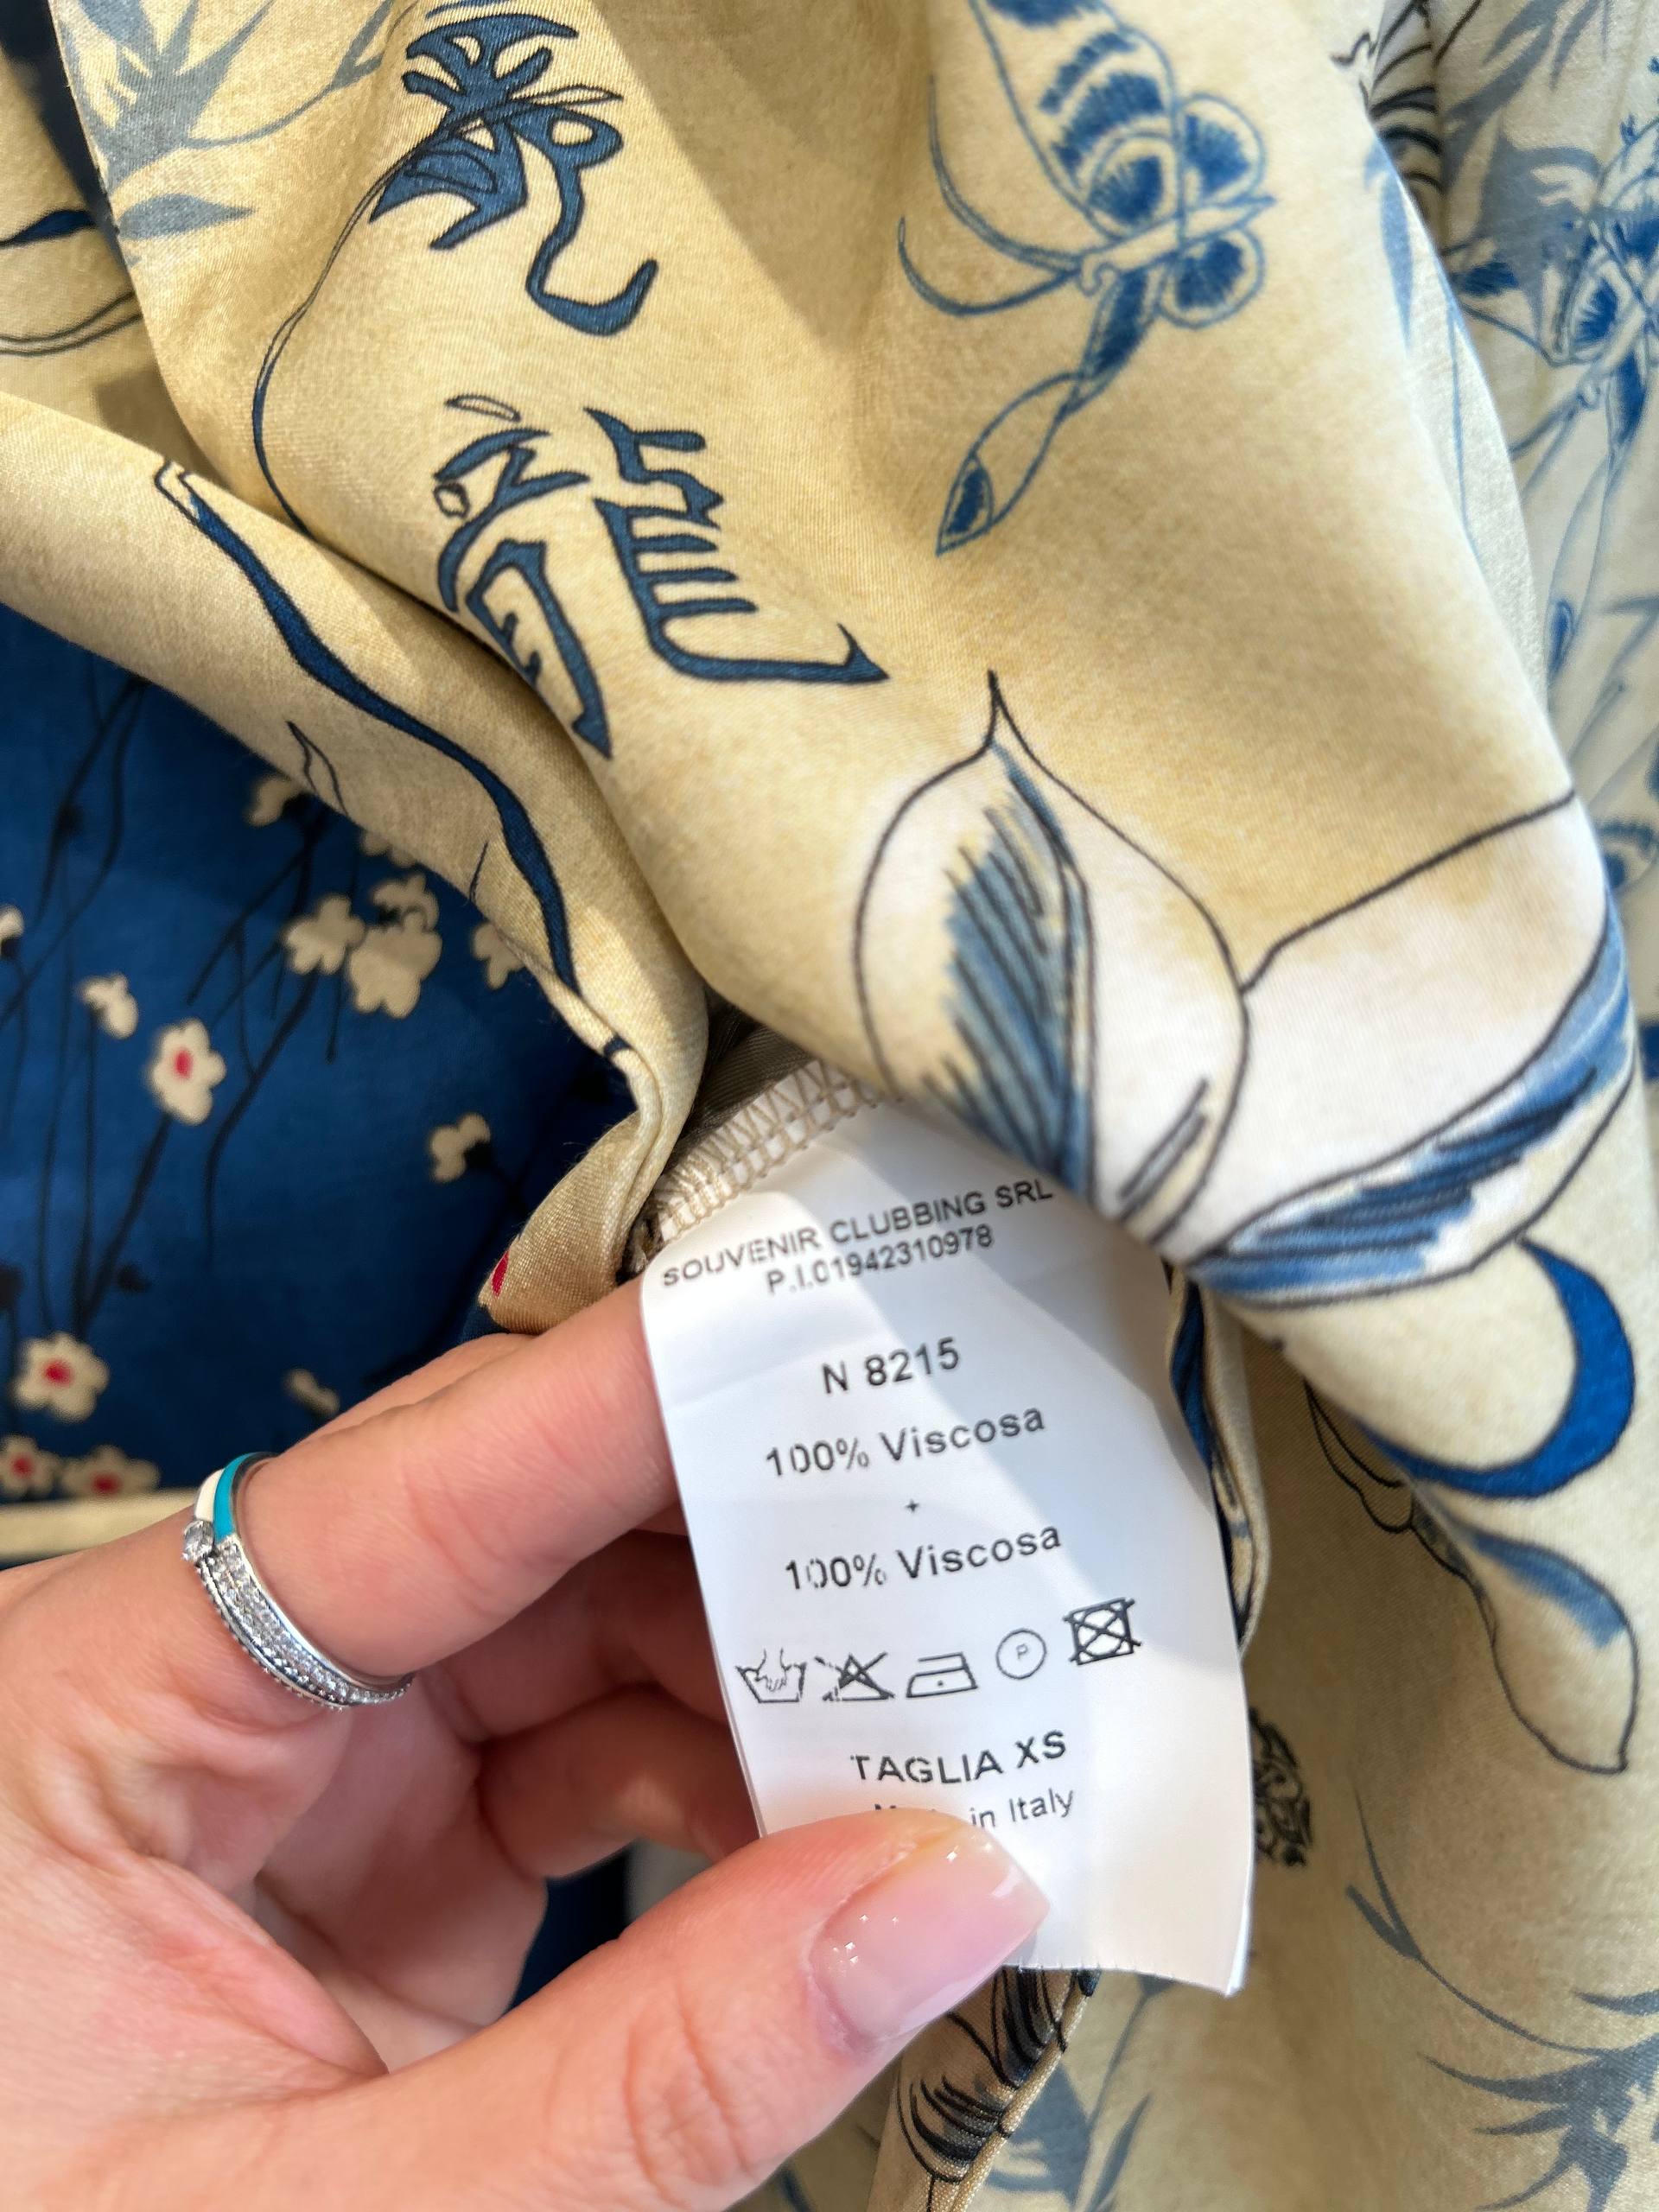 SOUVENIR CLUBBING SRL
P.I.01942310978
N 8215
100% Viscosa
+
100% Viscosa
P
TAGLIA XS
in Italy